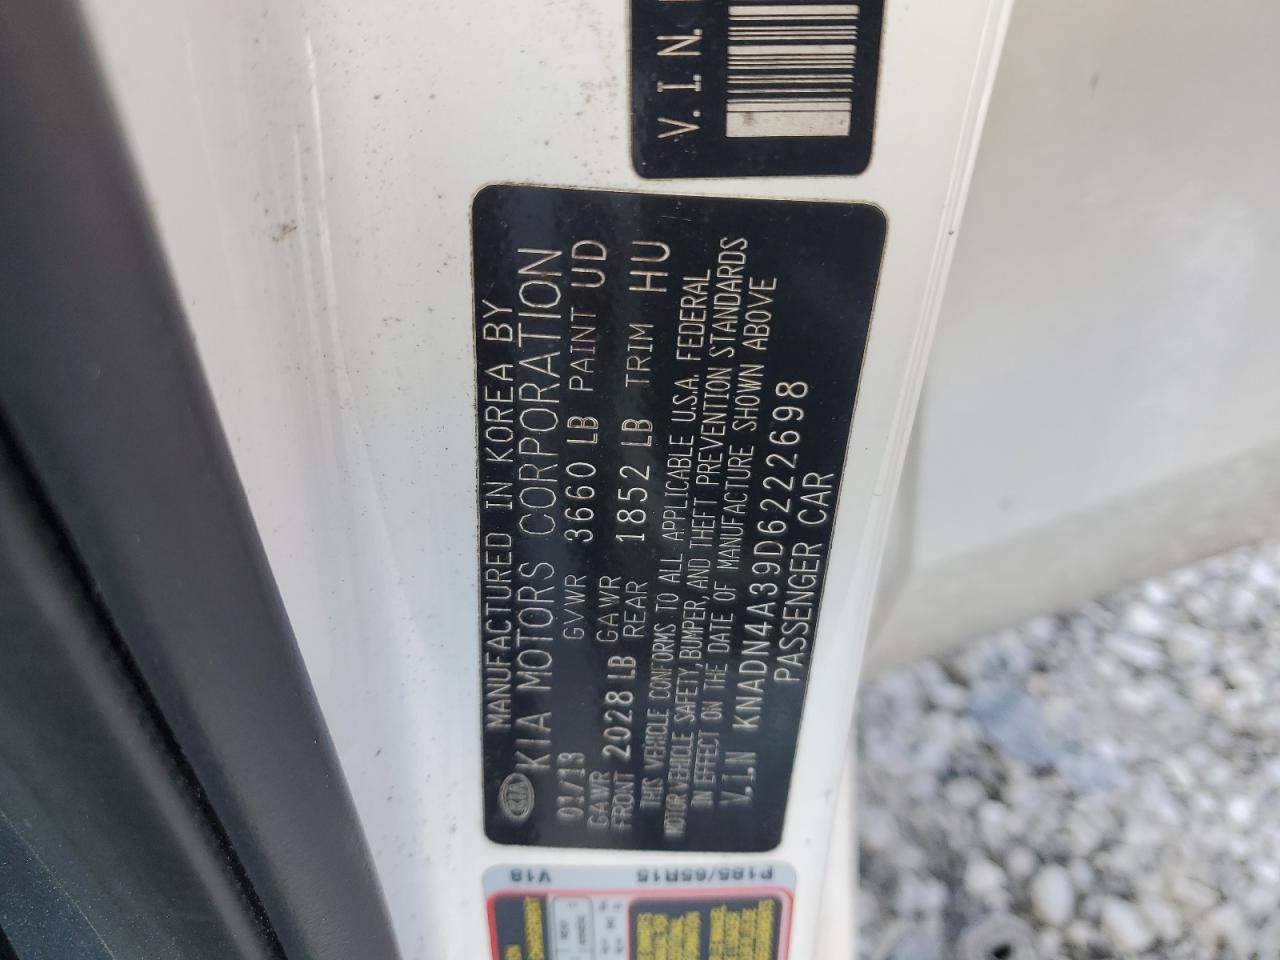 V.I.N.
MANUFACTURED IN KOREA BY
KIA KIA MOTORS CORPORATION
01/13 GVWR 3660 LB PAINT UD
GAWR FRONT 2028 LB GAWR REAR 1852 LB TRIM HU
THIS VEHICLE CONFORMS TO ALL APPLICABLE U.S.A. FEDERAL
MOTOR VEHICLE SAFETY, BUMPER, AND THEFT PREVENTION STANDARDS
IN EFFECT ON THE DATE OF MANUFACTURE SHOWN ABOVE
V.I.N KNADN4A39D6222698
PASSENGER CAR
V18 P185/65R15